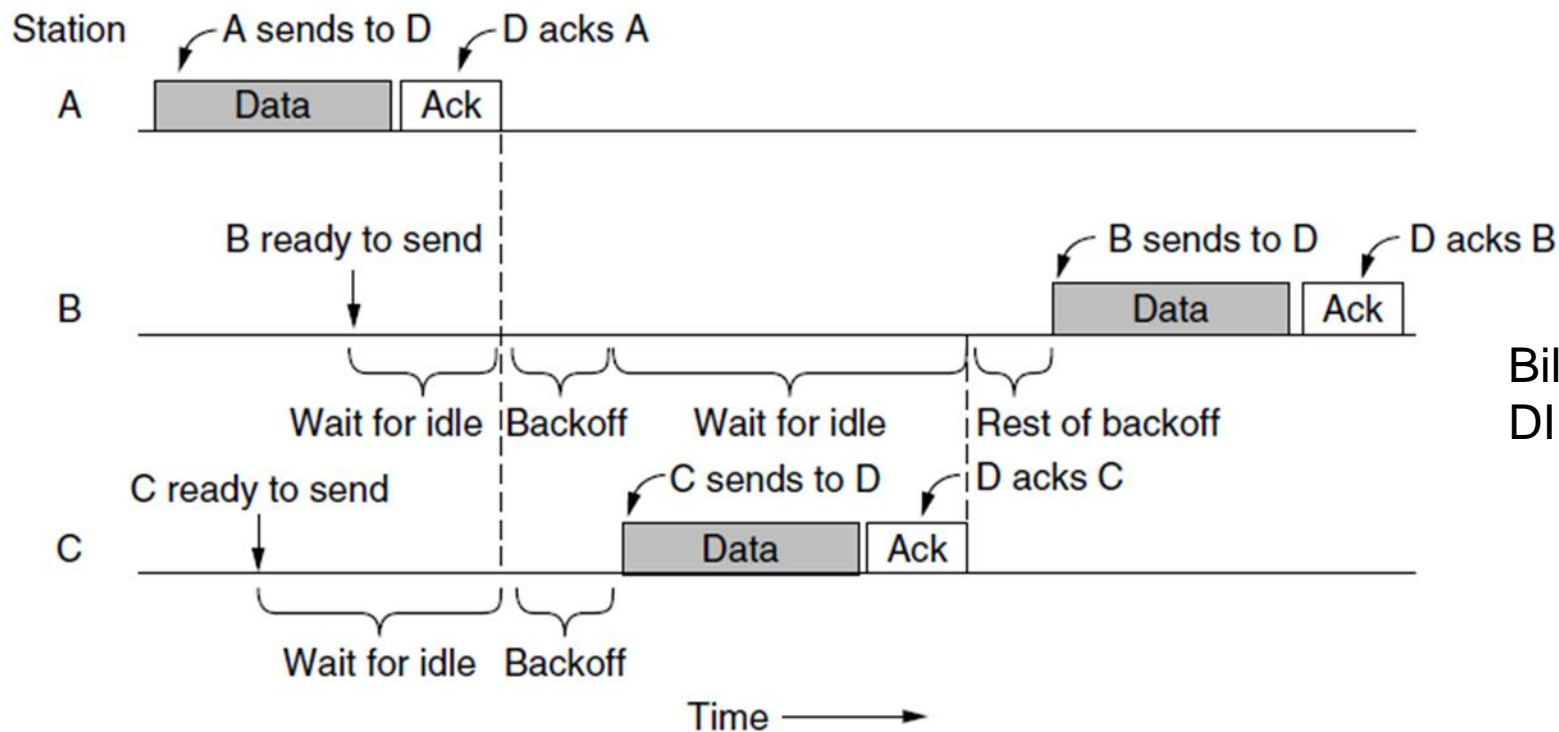 Station
A sends to D
D acks A
A
Data
Ack
B ready to send
B sends to D
D acks B
B
Data
Ack
Wait for idle
Backoff
Wait for idle
Rest of backoff
Bil
DI
C ready to send
C sends to D
D acks C
C
Data
Ack
Wait for idle
Backoff
Time